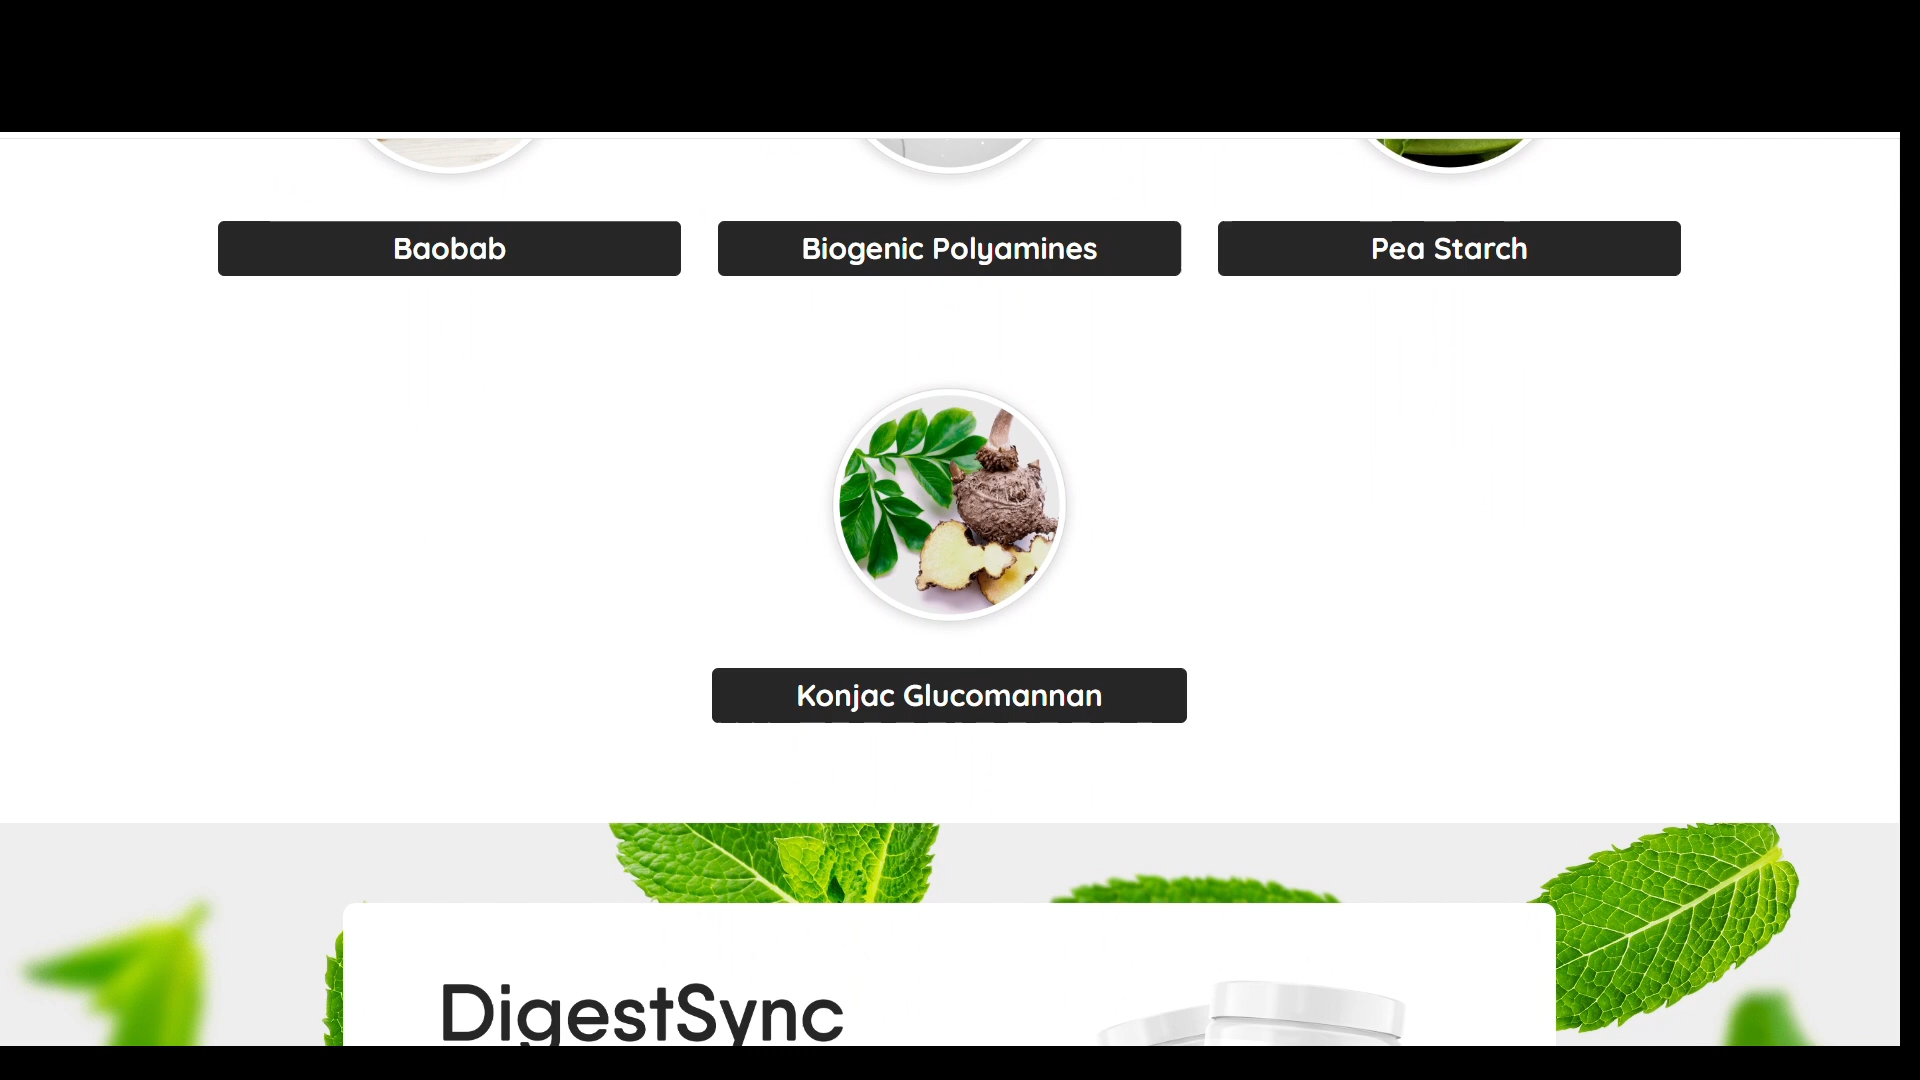 Baobab
Biogenic Polyamines
Pea Starch
Konjac Glucomannan
DigestSync